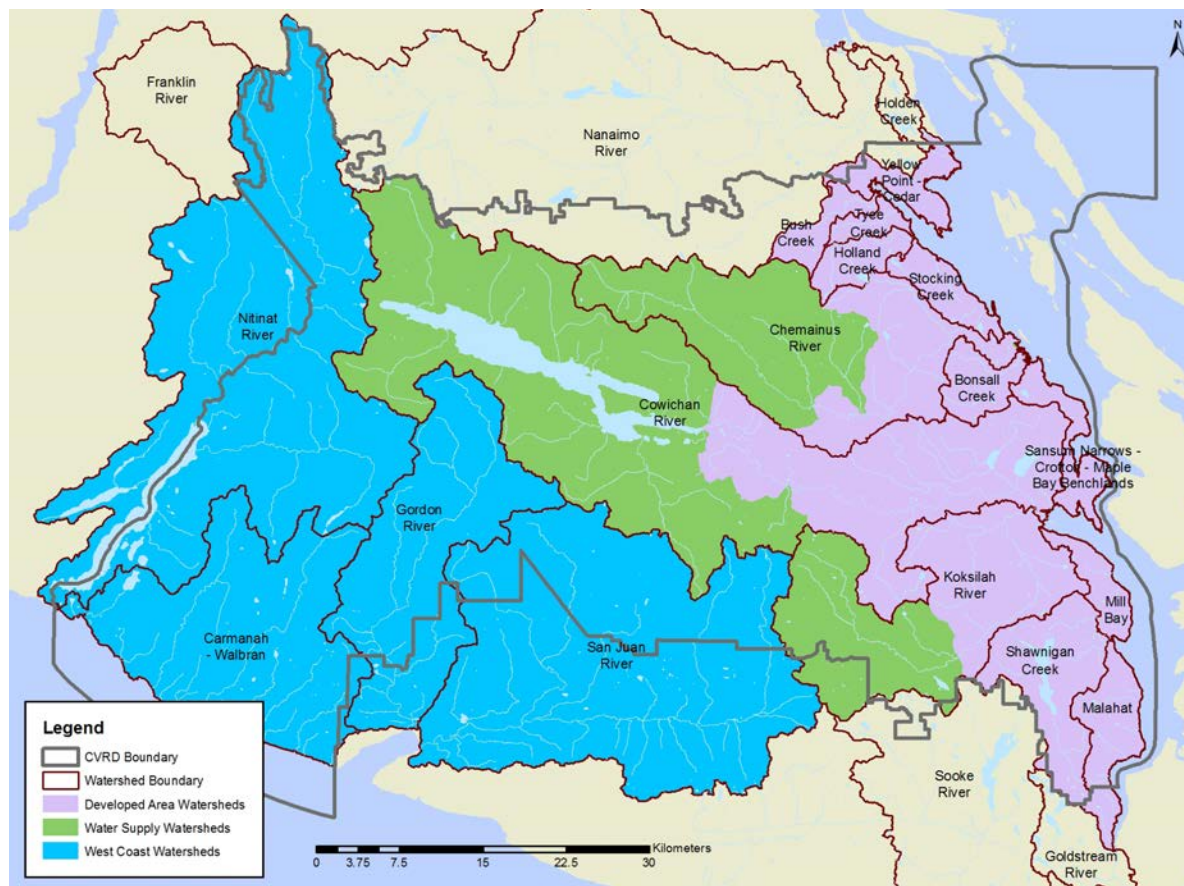 N
Franklin
River
Nanaimo
River
Holden
Creek
Yellow
Point -
Cedar
Bush
Creek
Tyee
Creek
Holland
Creek
Stocking
Creek
Nitinat
River
Chemainus
River
Bonsall
Creek
Cowichan
River
Sansum Narrows -
Crofton - Maple
Bay Benchlands
Gordon
River
Koksilah
River
Mill
Bay
Carmanah
- Walbran
San Juan
River
Shawnigan
Creek
Malahat
Sooke
River
Goldstream
River
Legend
CVRD Boundary
Watershed Boundary
Developed Area Watersheds
Water Supply Watersheds
West Coast Watersheds
Kilometers
0 3.75 7.5 15 22.5 30